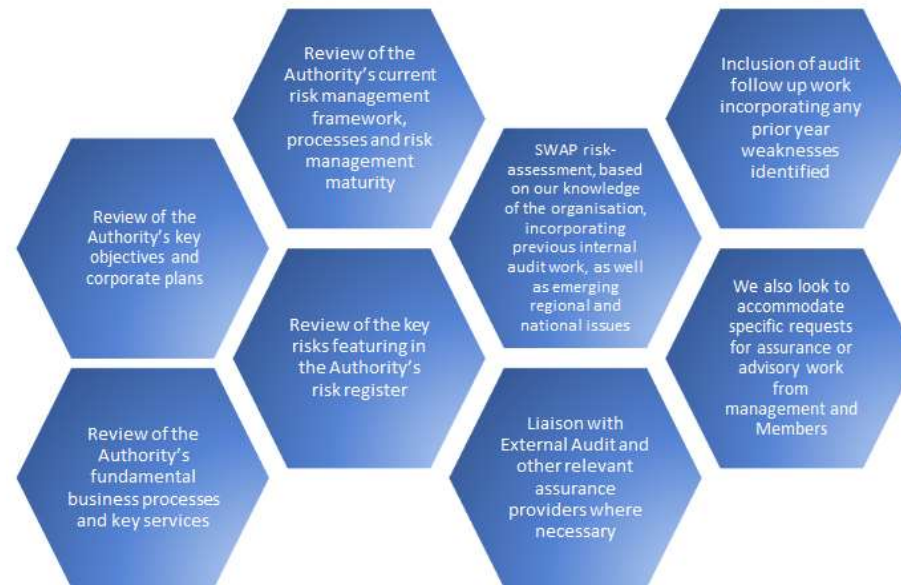 Review of the
Authority's current
risk management
framework,
processes and risk
management
maturity
Inclusion of audit
follow up work
incorporating any
prior year
weaknesses
identified
SWAP risk-
assessment, based
on our knowledge
of the organisation,
incorporating
previous internal
audit work, as well
as emerging
regional and
national issues
Review of the
Authority's key
objectives and
corporate plans
Review of the key
risks featuring in
the Authority's
risk register
We also look to
accommodate
specific requests
for assurance or
advisory work
from
management and
Members
Review of the
Authority's
fundamental
business processes
and key services
Liaison with
External Audit and
other relevant
assurance
providers where
necessary